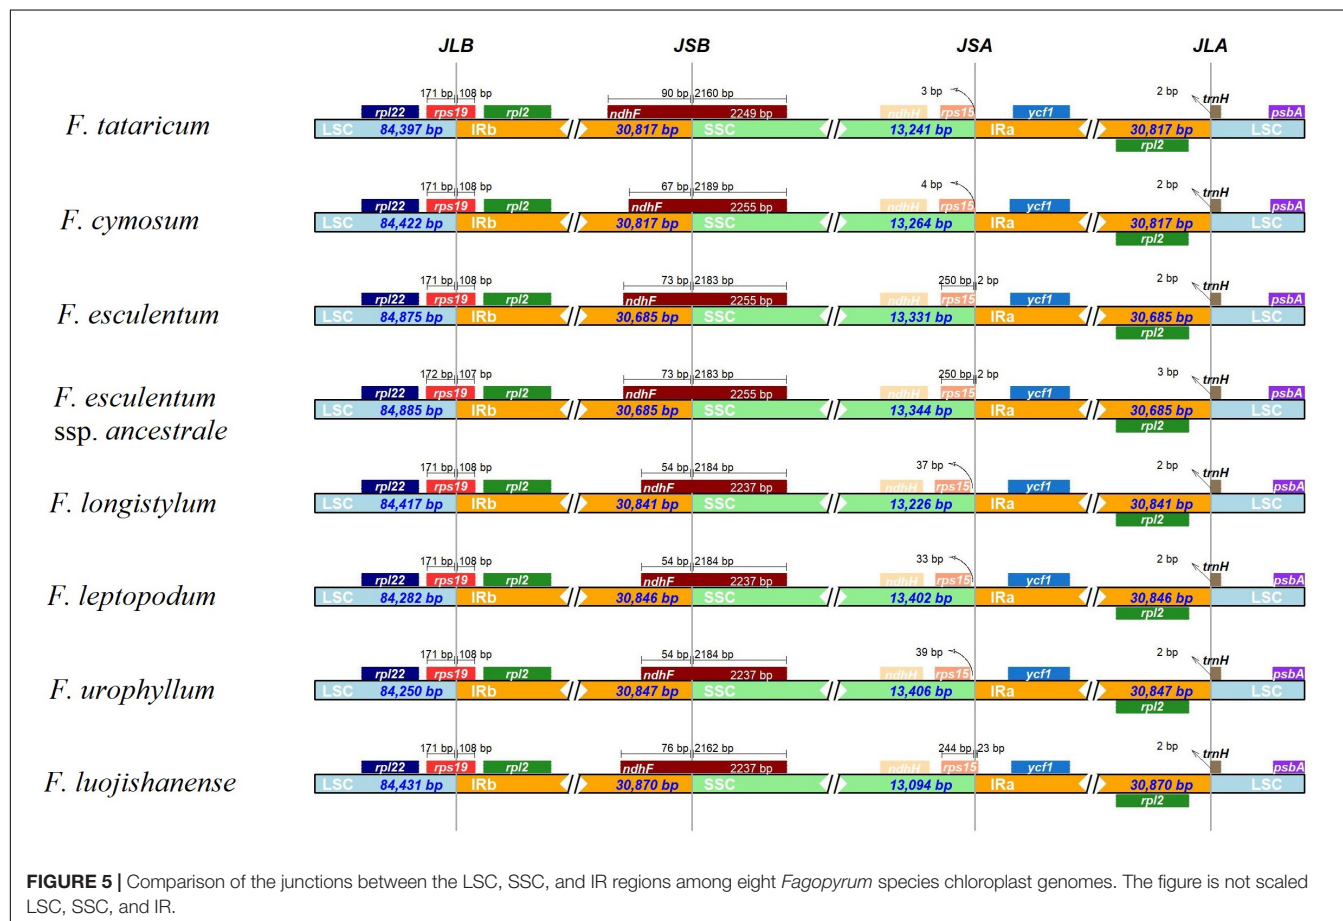 JLB JSB JSA JLA
171 bp 108 bp 90 bp 2160 bp 3 bp 2 bp trnH
F. tataricum rpl22 rps19 rpl2 ndhF 2249 bp ndhH rps15 ycf1 psbA
LSC 84,397 bp IRb 30,817 bp SSC 13,241 bp IRa 30,817 bp LSC
rpl2
171 bp 108 bp 67 bp 2189 bp 4 bp 2 bp trnH
F. cymosum rpl22 rps19 rpl2 ndhF 2255 bp ndhH rps15 ycf1 psbA
LSC 84,422 bp IRb 30,817 bp SSC 13,264 bp IRa 30,817 bp LSC
rpl2
171 bp 108 bp 73 bp 2183 bp 250 bp 2 bp 2 bp trnH
F. esculentum rpl22 rps19 rpl2 ndhF 2255 bp ndhH rps15 ycf1 psbA
LSC 84,875 bp IRb 30,685 bp SSC 13,331 bp IRa 30,685 bp LSC
rpl2
172 bp 107 bp 73 bp 2183 bp 250 bp 2 bp 3 bp trnH
F. esculentum rpl22 rps19 rpl2 ndhF 2255 bp ndhH rps15 ycf1 psbA
LSC 84,885 bp IRb 30,685 bp SSC 13,344 bp IRa 30,685 bp LSC
ssp. ancestrale rpl2
171 bp 108 bp 54 bp 2184 bp 37 bp 2 bp trnH
F. longistylum rpl22 rps19 rpl2 ndhF 2237 bp ndhH rps15 ycf1 psbA
LSC 84,417 bp IRb 30,841 bp SSC 13,226 bp IRa 30,841 bp LSC
rpl2
171 bp 108 bp 54 bp 2184 bp 33 bp 2 bp trnH
F. leptopodum rpl22 rps19 rpl2 ndhF 2237 bp ndhH rps15 ycf1 psbA
LSC 84,282 bp IRb 30,846 bp SSC 13,402 bp IRa 30,846 bp LSC
rpl2
171 bp 108 bp 54 bp 2184 bp 39 bp 2 bp trnH
F. urophyllum rpl22 rps19 rpl2 ndhF 2237 bp ndhH rps15 ycf1 psbA
LSC 84,250 bp IRb 30,847 bp SSC 13,406 bp IRa 30,847 bp LSC
rpl2
171 bp 108 bp 76 bp 2162 bp 244 bp 23 bp 2 bp trnH
F. luojishanense rpl22 rps19 rpl2 ndhF 2237 bp ndhH rps15 ycf1 psbA
LSC 84,431 bp IRb 30,870 bp SSC 13,094 bp IRa 30,870 bp LSC
rpl2
FIGURE 5 | Comparison of the junctions between the LSC, SSC, and IR regions among eight Fagopyrum species chloroplast genomes. The figure is not scaled
LSC, SSC, and IR.